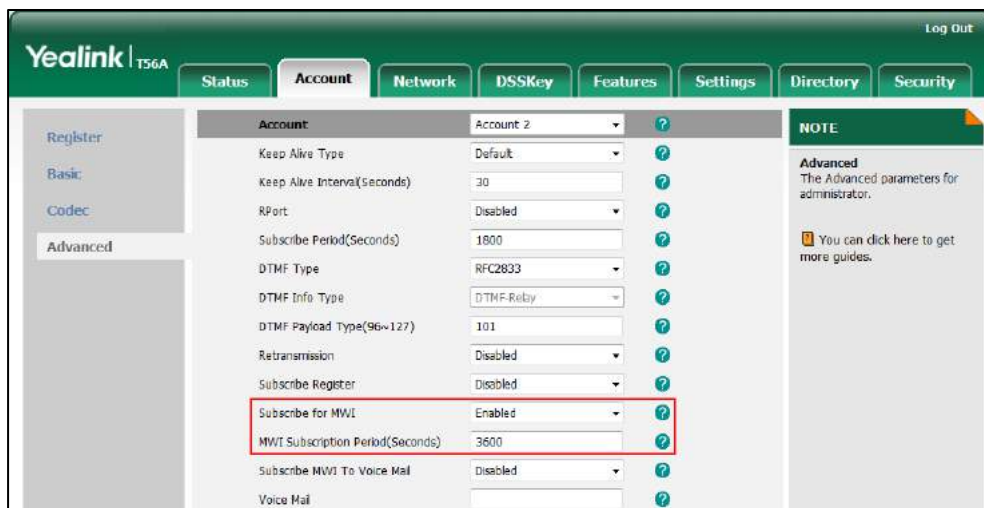 Log Out
Yealink T56A
Status Account Network DSSKey Features Settings Directory Security
Register
Basic
Codec
Advanced
Account Account 2 ?
Keep Alive Type Default ?
Keep Alive Interval(Seconds) 30 ?
RPort Disabled ?
Subscribe Period(Seconds) 1800 ?
DTMF Type RFC2833 ?
DTMF Info Type DTMF-Relay ?
DTMF Payload Type(96~127) 101 ?
Retransmission Disabled ?
Subscribe Register Disabled ?
Subscribe for MWI Enabled ?
MWI Subscription Period(Seconds) 3600 ?
Subscribe MWI To Voice Mail Disabled ?
Voice Mail ?
NOTE
Advanced
The Advanced parameters for
administrator.
? You can click here to get
more guides.